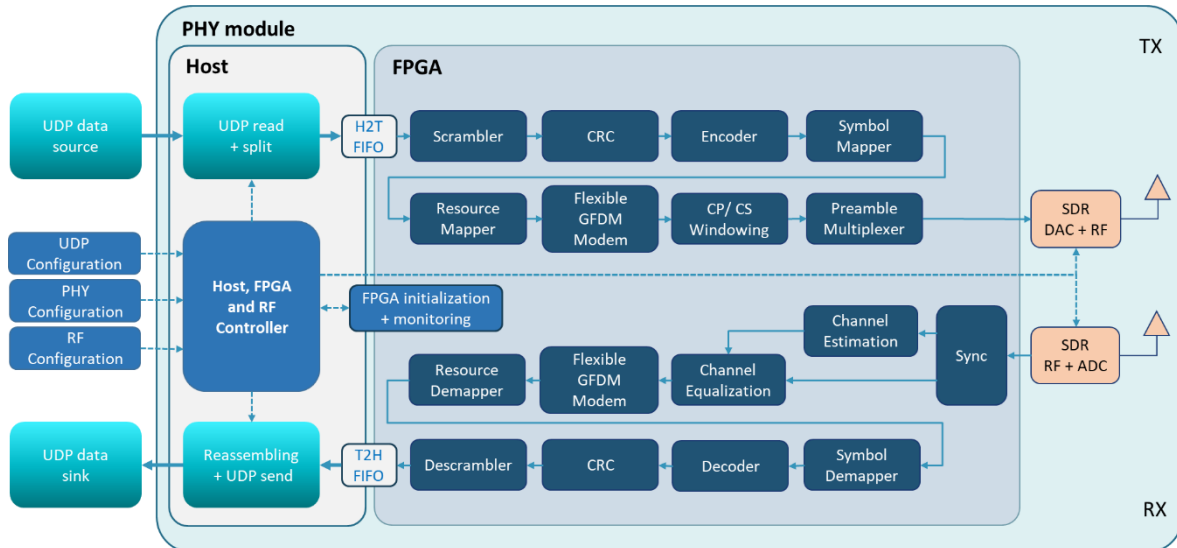 PHY module
TX
Host
FPGA
UDP data
source
UDP read
+ split
H2T
FIFO
Scrambler
CRC
Encoder
Symbol
Mapper
Resource
Mapper
Flexible
GFDM
Modem
CP/ CS
Windowing
Preamble
Multiplexer
SDR
DAC + RF
UDP
Configuration
PHY
Configuration
RF
Configuration
Host, FPGA
and RF
Controller
FPGA initialization
+ monitoring
Channel
Estimation
Sync
SDR
RF + ADC
Resource
Demapper
Flexible
GFDM
Modem
Channel
Equalization
UDP data
sink
Reassembling
+ UDP send
T2H
FIFO
Descrambler
CRC
Decoder
Symbol
Demapper
RX